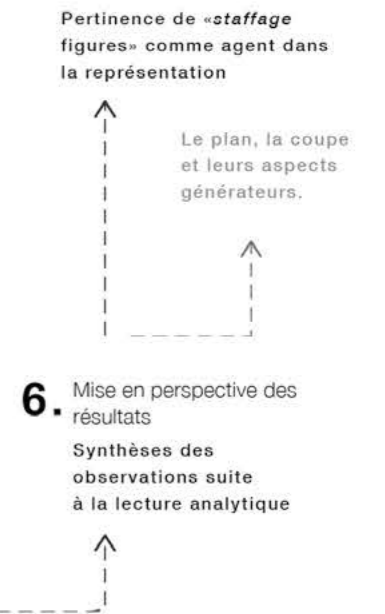 Pertinence de «staffage
figures» comme agent dans
la représentation
Le plan, la coupe
et leurs aspects
générateurs.
6. Mise en perspective des
résultats
Synthèses des
observations suite
à la lecture analytique